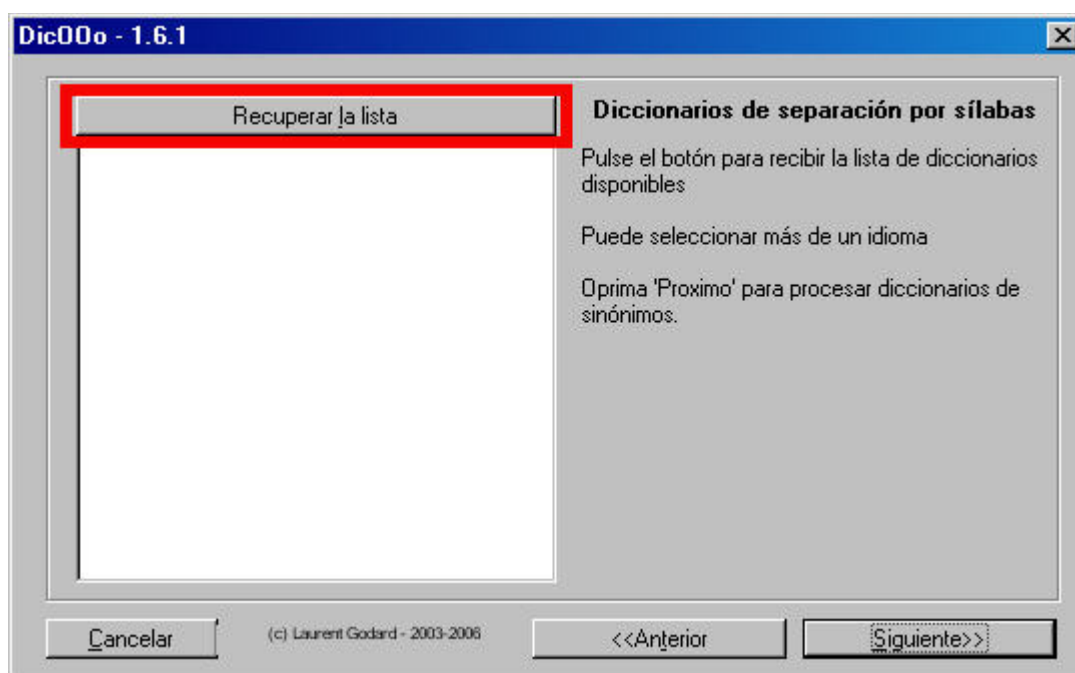 DicOOo - 1.6.1
Recuperar la lista
Diccionarios de separación por sílabas
Pulse el botón para recibir la lista de diccionarios
disponibles
Puede seleccionar más de un idioma
Oprima 'Proximo' para procesar diccionarios de
sinónimos.
Cancelar
(c) Laurent Godard - 2003-2006
<<Anterior
Siguiente>>